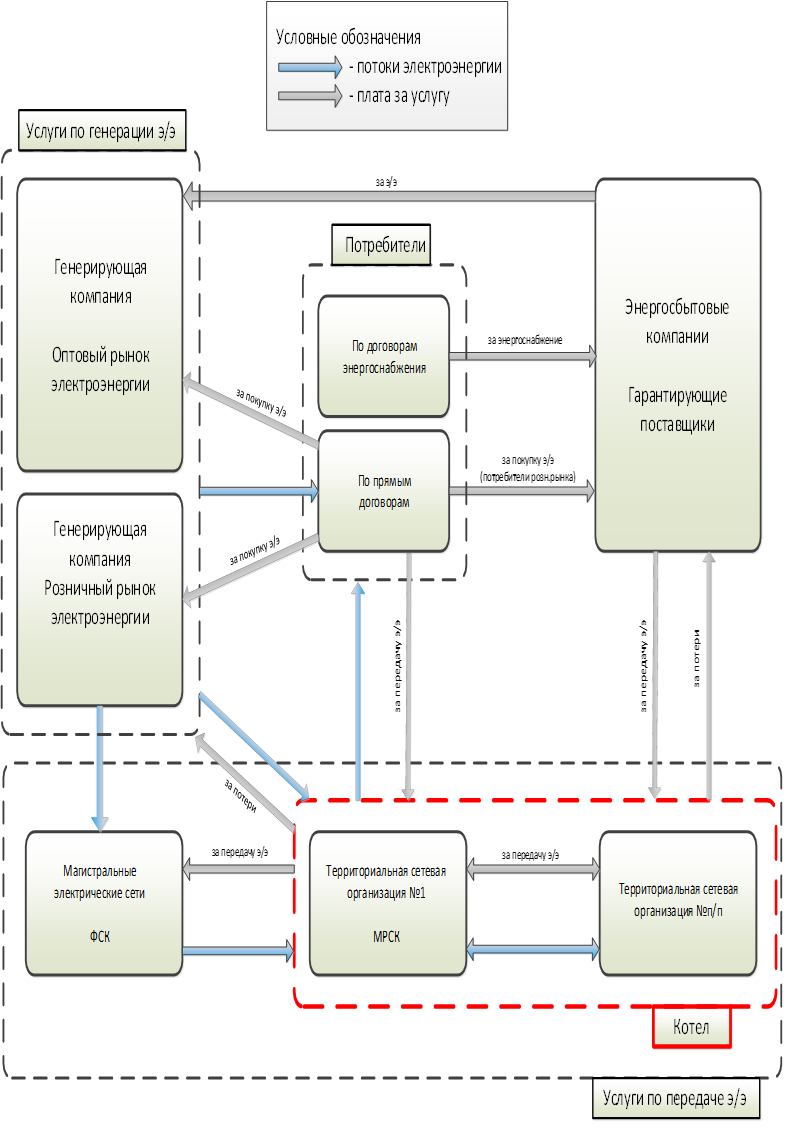 Условные обозначения
- потоки электроэнергии
- плата за услугу
Услуги по генерации э/э
за э/э
Генерирующая
компания
Оптовый рынок
электроэнергии
Потребители
По договорам
энергоснабжения
за энергоснабжение
Энергосбытовые
компании
Гарантирующие
поставщики
за покупку э/э
По прямым
договорам
за покупку э/э
(потребители розн.рынка)
Генерирующая
компания
Розничный рынок
электроэнергии
за покупку э/э
за передачу э/э
за передачу э/э
за потери
за потери
Магистральные
электрические сети
ФСК
за передачу э/э
Территориальная сетевая
организация №1
МРСК
за передачу э/э
Территориальная сетевая
организация №п/п
Котел
Услуги по передаче э/э